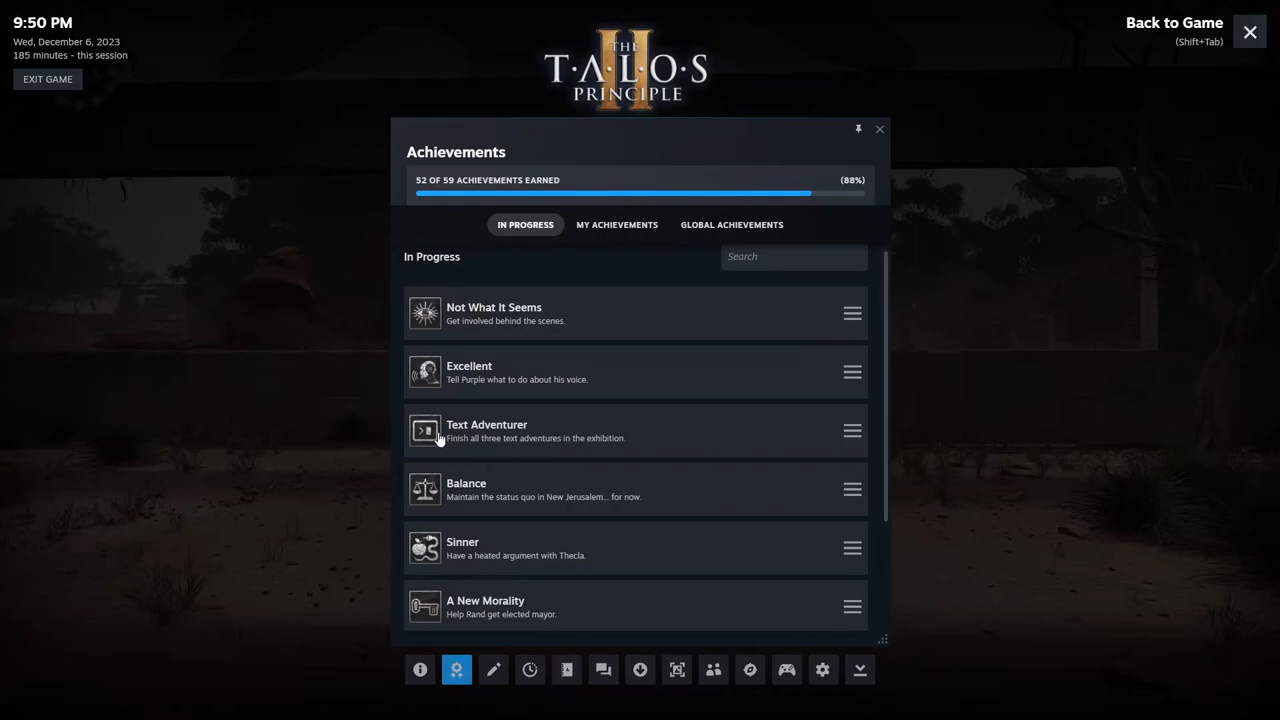 9:50 PM
Wed, December 6, 2023
185 minutes - this session
EXIT GAME
THE
T·A·L·O·S
II
PRINCIPLE
Back to Game
(Shift+Tab)
Achievements
52 OF 59 ACHIEVEMENTS EARNED (88%)
IN PROGRESS MY ACHIEVEMENTS GLOBAL ACHIEVEMENTS
In Progress
Search
Not What It Seems
Get involved behind the scenes.
Excellent
Tell Purple what to do about his voice.
Text Adventurer
Finish all three text adventures in the exhibition.
Balance
Maintain the status quo in New Jerusalem... for now.
Sinner
Have a heated argument with Thecla.
A New Morality
Help Rand get elected mayor.